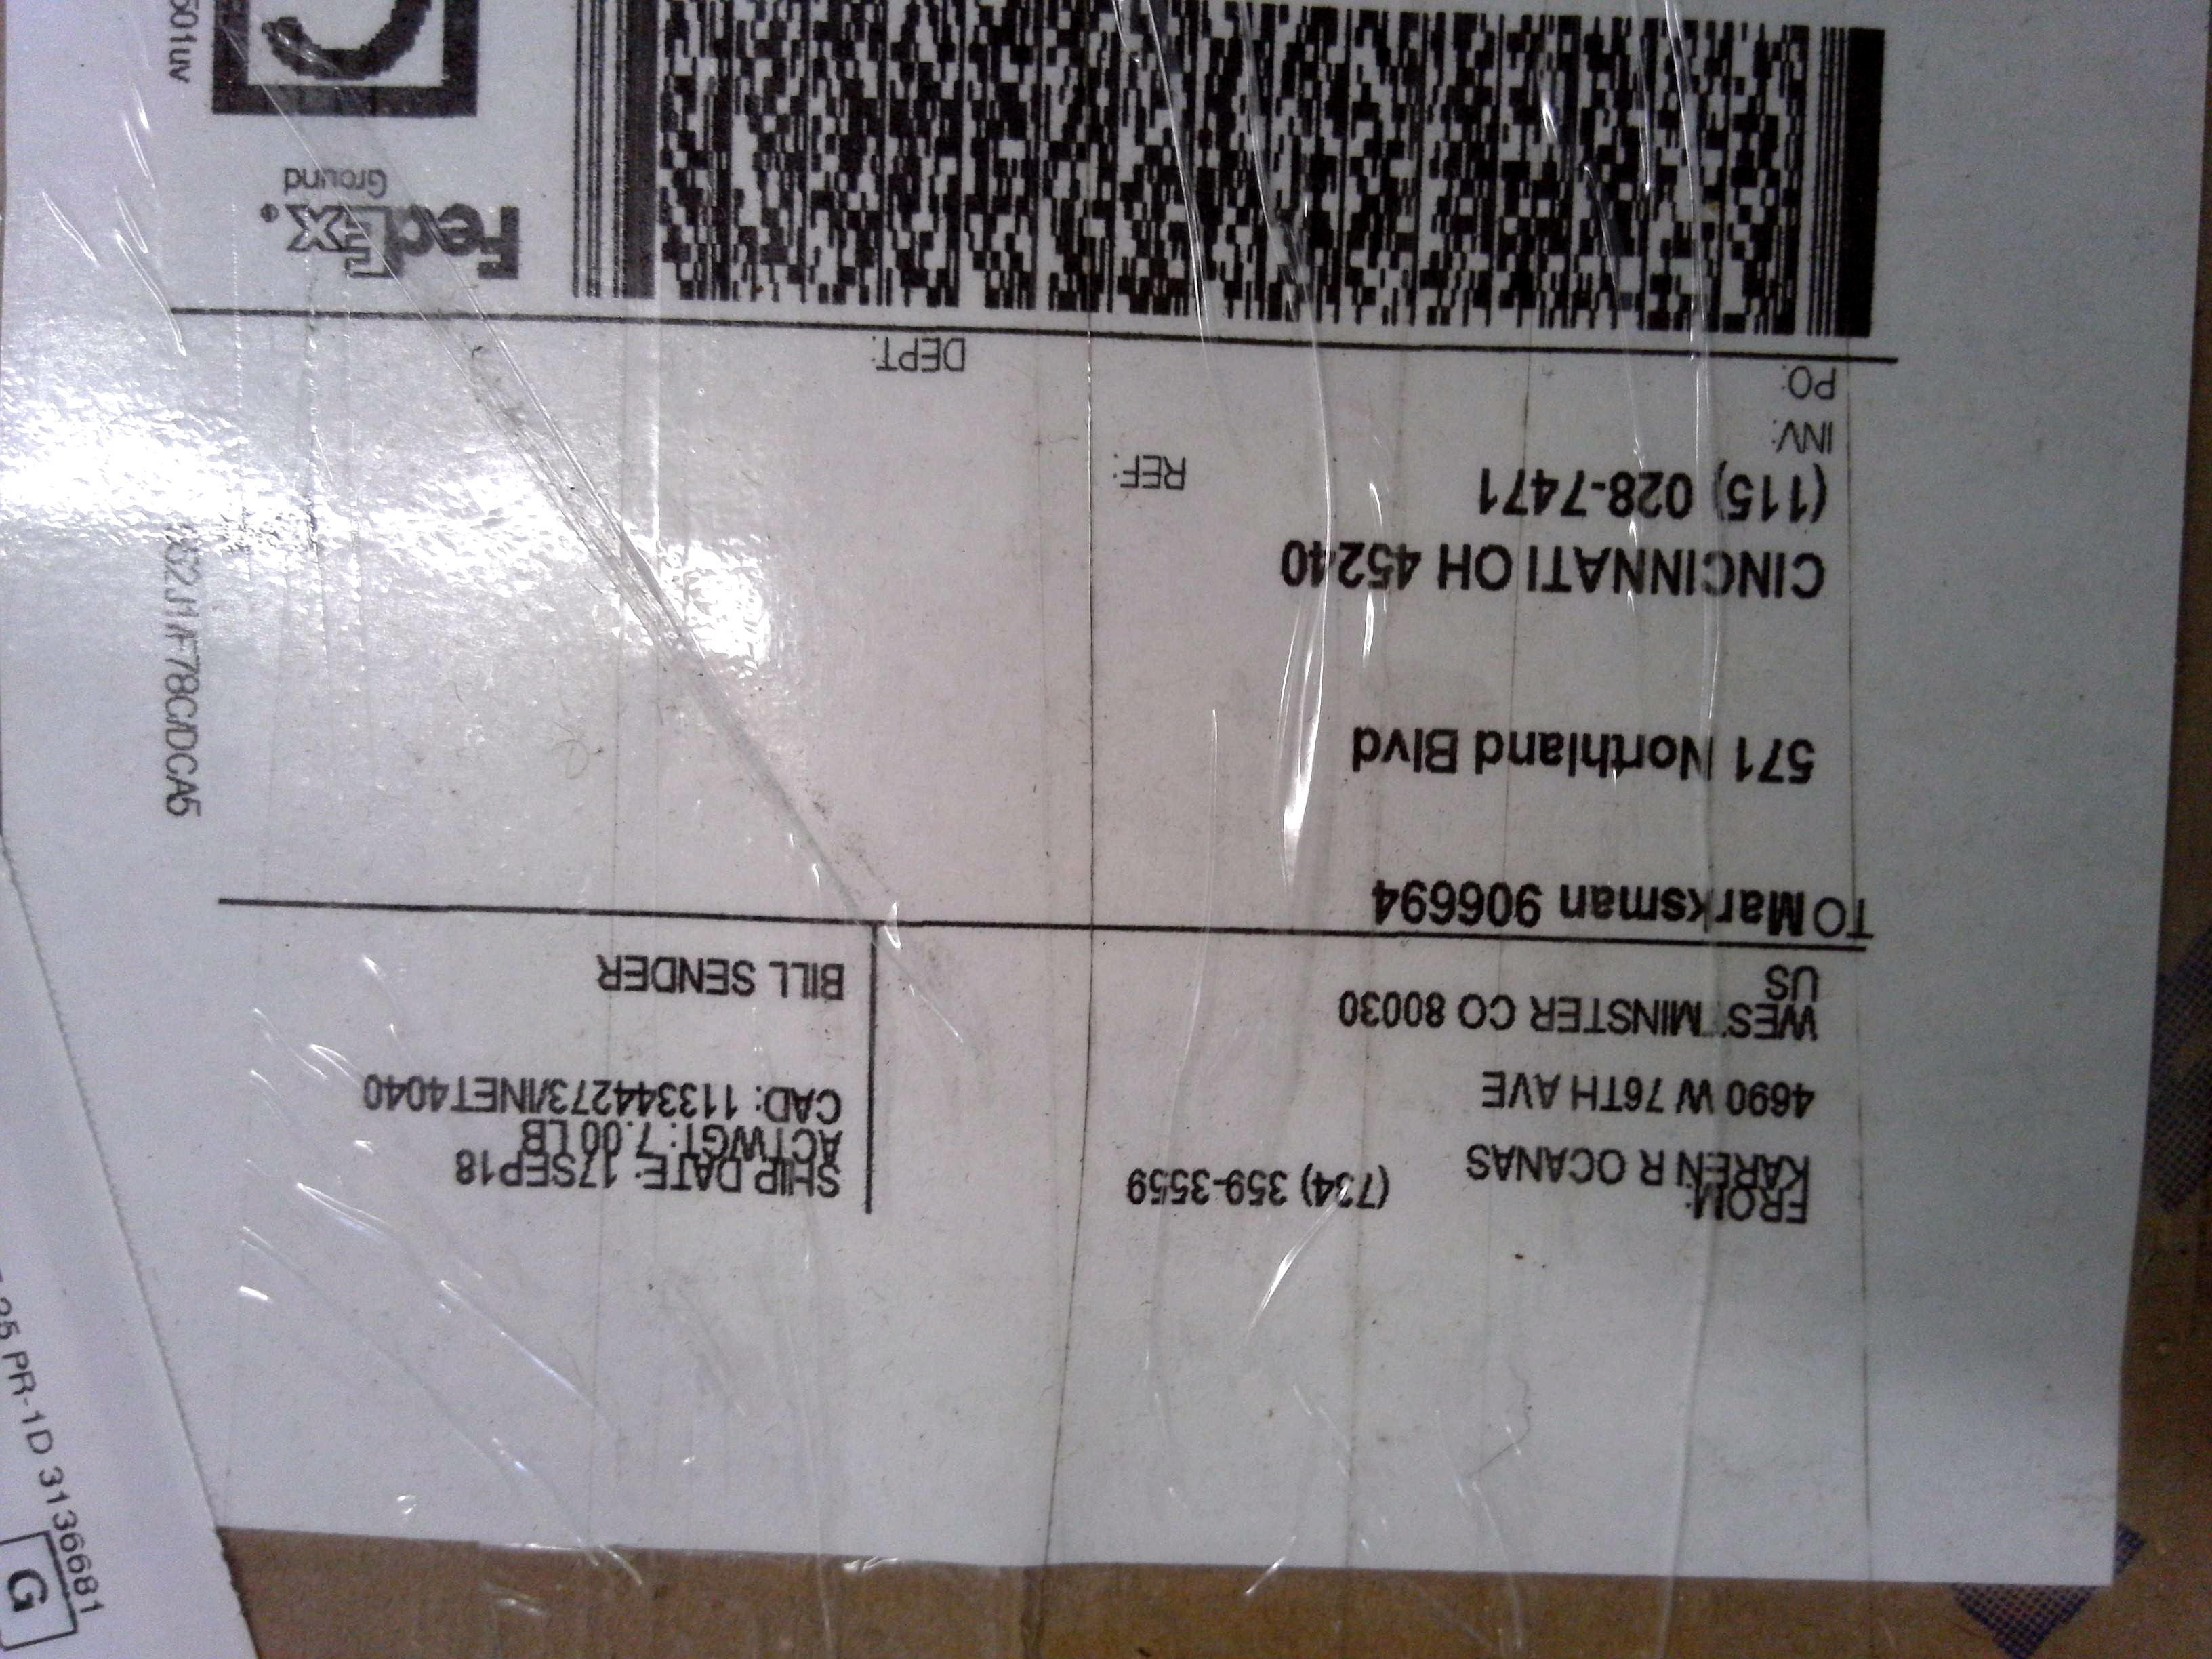 FROM:
KAREN R OCANAS
(734) 359-3559
4690 W 76TH AVE
WESTMINSTER CO 80030
US
SHIP DATE: 17SEP18
ACTWGT: 7.00 LB
CAD: 113344273/INET4040
BILL SENDER
TO Marksman 906694
571 Northland Blvd
CINCINNATI OH 45240
(115) 028-7471
REF:
INV:
PO:
DEPT:
FedEx.
Ground
PR-1D 3136681
G